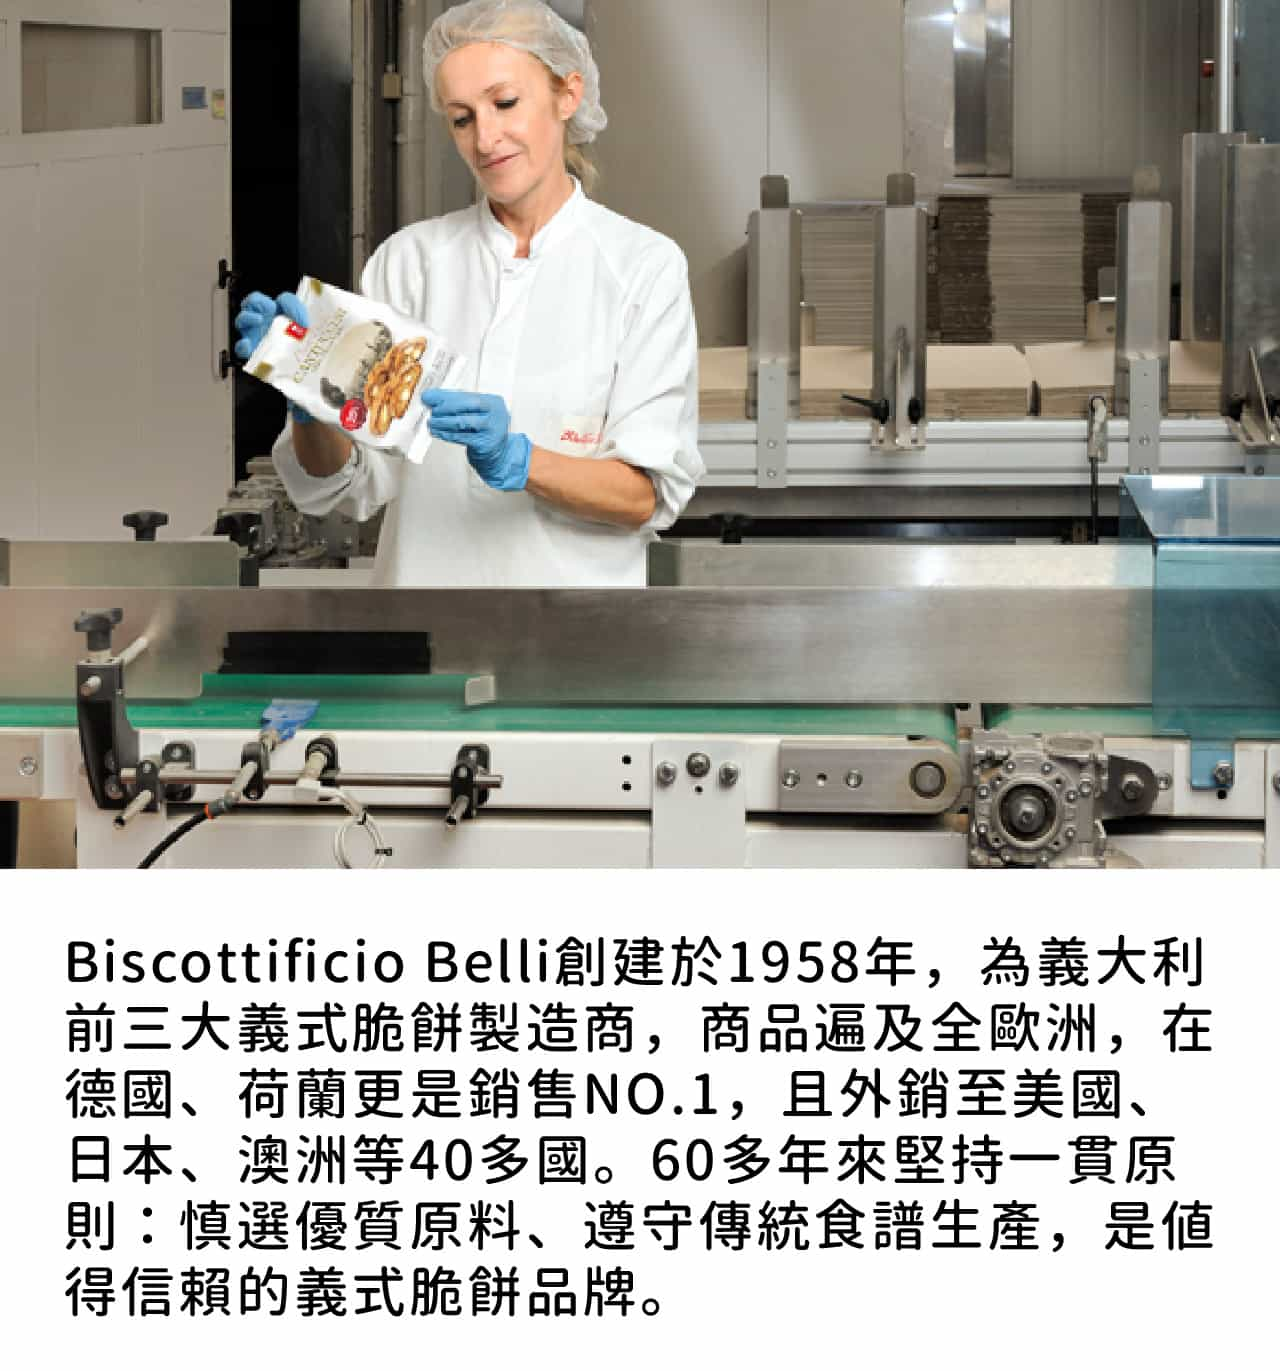 CANTUCCINI
Biscottificio Belli創建於1958年，為義大利
前三大義式脆餅製造商，商品遍及全歐洲，在
德國、荷蘭更是銷售NO.1，且外銷至美國、
日本、澳洲等40多國。60多年來堅持一貫原
則：慎選優質原料、遵守傳統食譜生產，是值
得信賴的義式脆餅品牌。